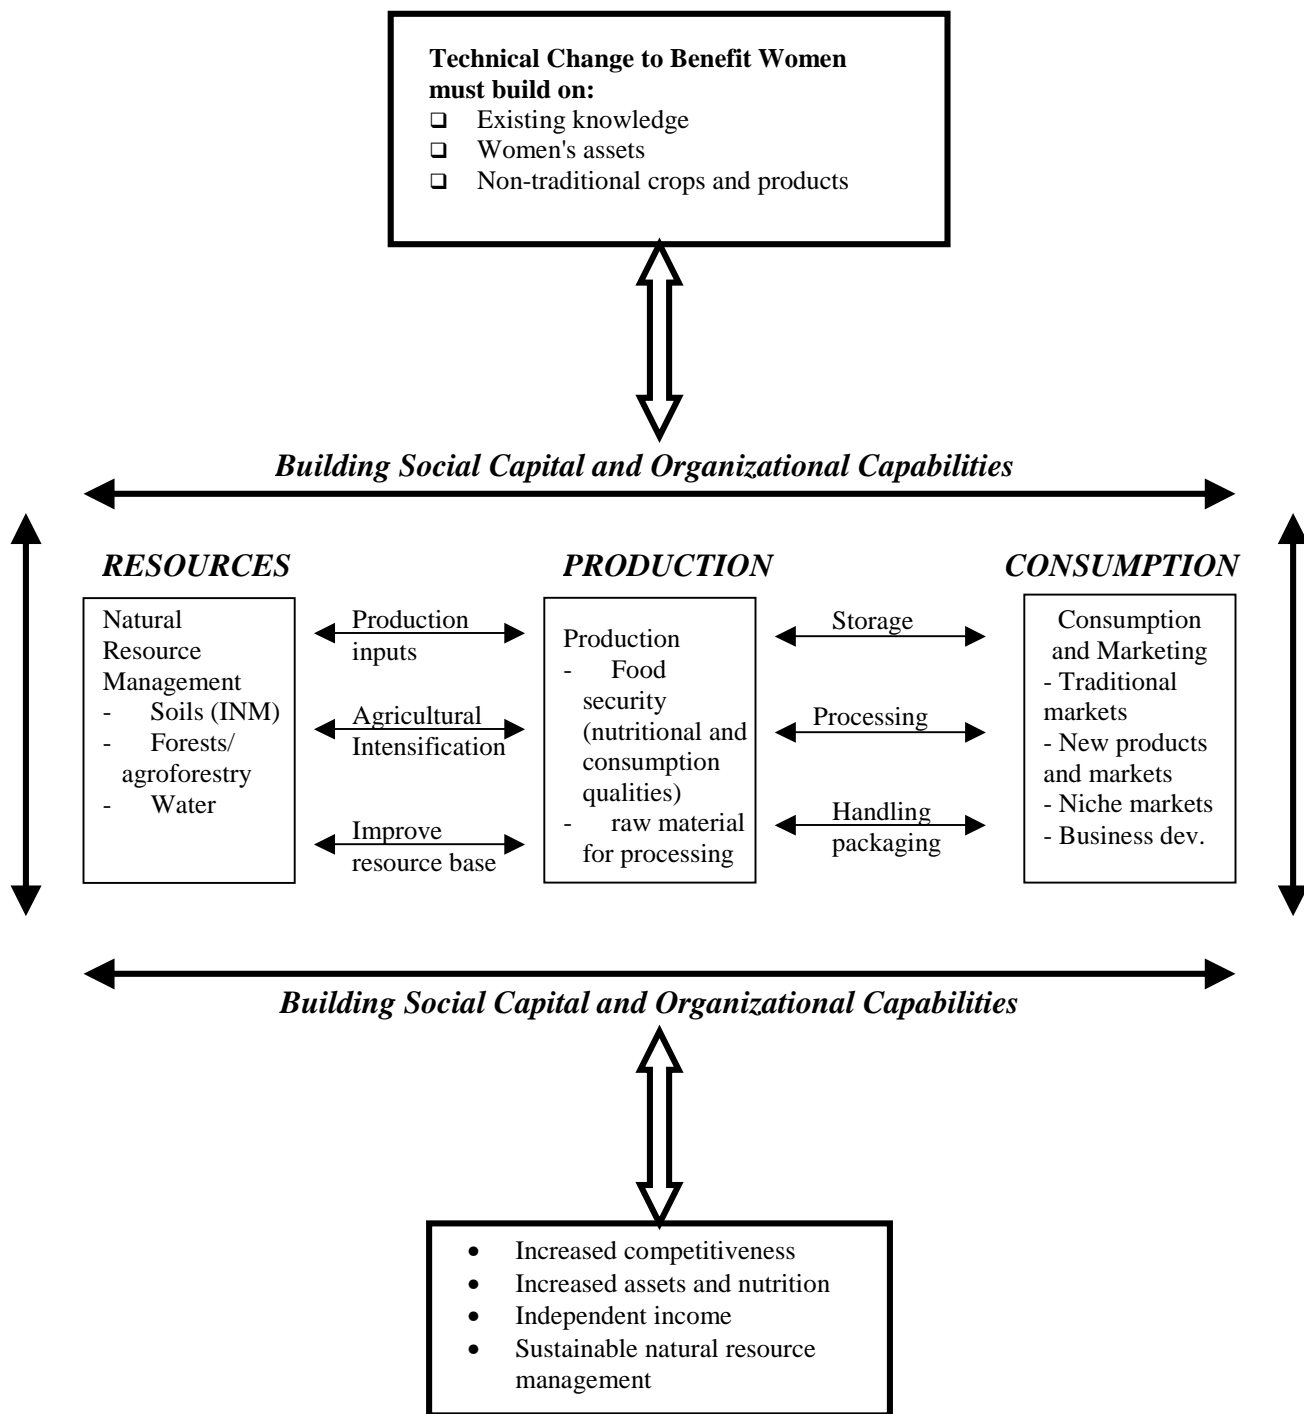 Technical Change to Benefit Women
must build on:
❑ Existing knowledge
❑ Women's assets
❑ Non-traditional crops and products
Building Social Capital and Organizational Capabilities
RESOURCES
Natural
Resource
Management
- Soils (INM)
- Forests/
agroforestry
- Water
Production
inputs
Agricultural
Intensification
Improve
resource base
PRODUCTION
Production
- Food
security
(nutritional and
consumption
qualities)
- raw material
for processing
Storage
Processing
Handling
packaging
CONSUMPTION
Consumption
and Marketing
- Traditional
markets
- New products
and markets
- Niche markets
- Business dev.
Building Social Capital and Organizational Capabilities
• Increased competitiveness
• Increased assets and nutrition
• Independent income
• Sustainable natural resource
management